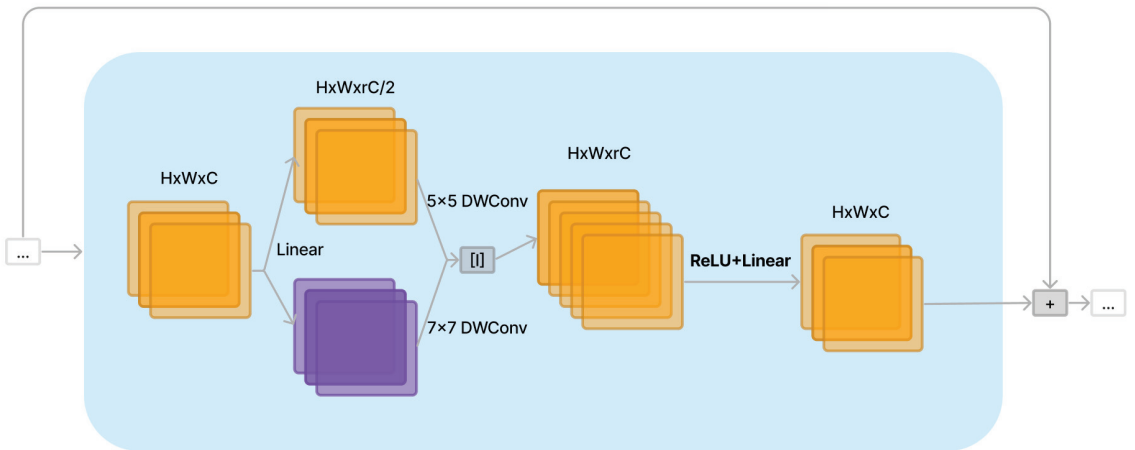 HxWxrC/2
HxWxrC
HxWxC
5×5 DWConv
HxWxC
...
Linear
[I]
ReLU+Linear
+
...
7×7 DWConv